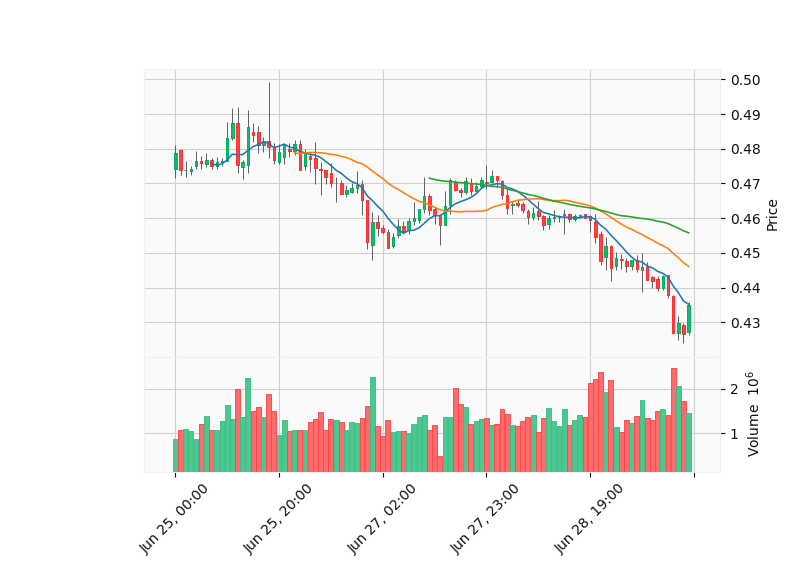 0.50
0.49
0.48
0.47
0.46
0.45
0.44
0.43
Price
2
1
Volume 10^6
Jun 25, 00:00
Jun 25, 20:00
Jun 27, 02:00
Jun 27, 23:00
Jun 28, 19:00